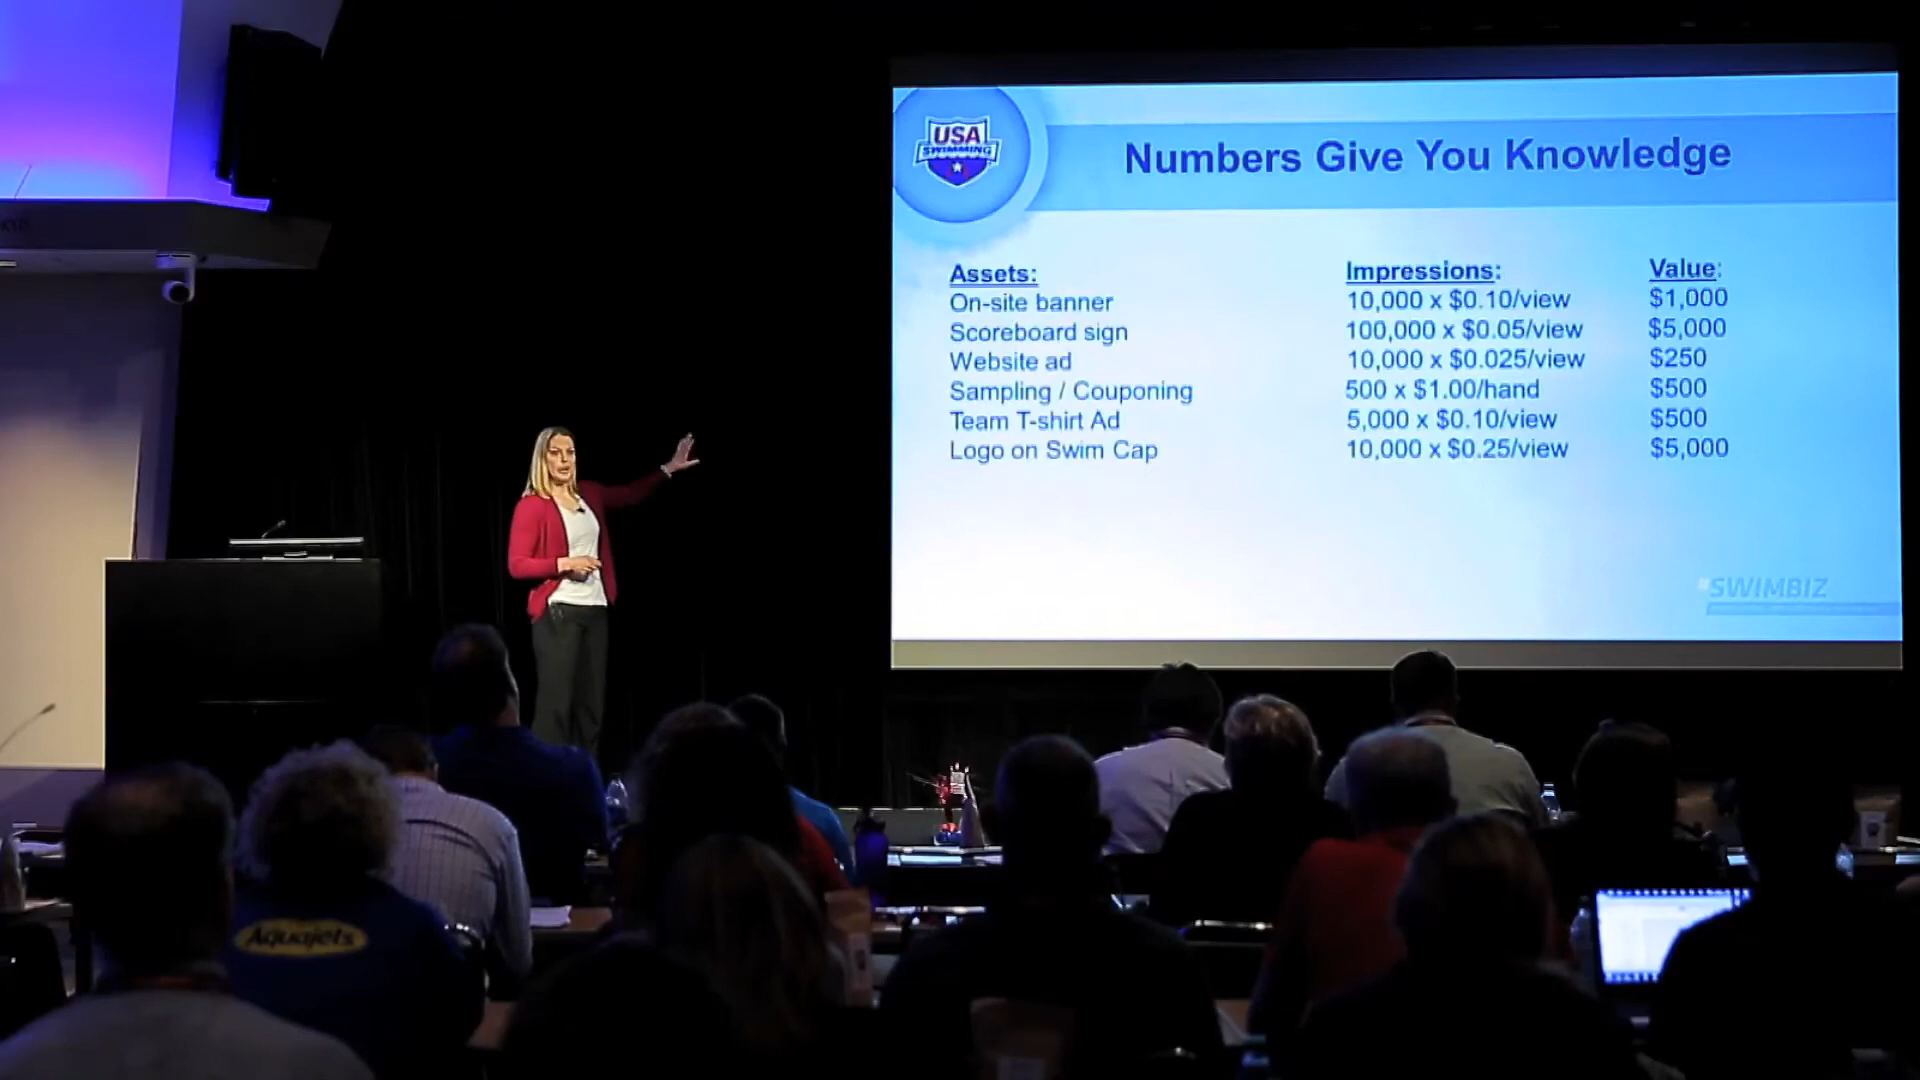 USA
SWIMMING
Numbers Give You Knowledge
Assets: Impressions: Value:
On-site banner 10,000 x $0.10/view $1,000
Scoreboard sign 100,000 x $0.05/view $5,000
Website ad 10,000 x $0.025/view $250
Sampling / Couponing 500 x $1.00/hand $500
Team T-shirt Ad 5,000 x $0.10/view $500
Logo on Swim Cap 10,000 x $0.25/view $5,000
#SWIMBIZ
Aquajets